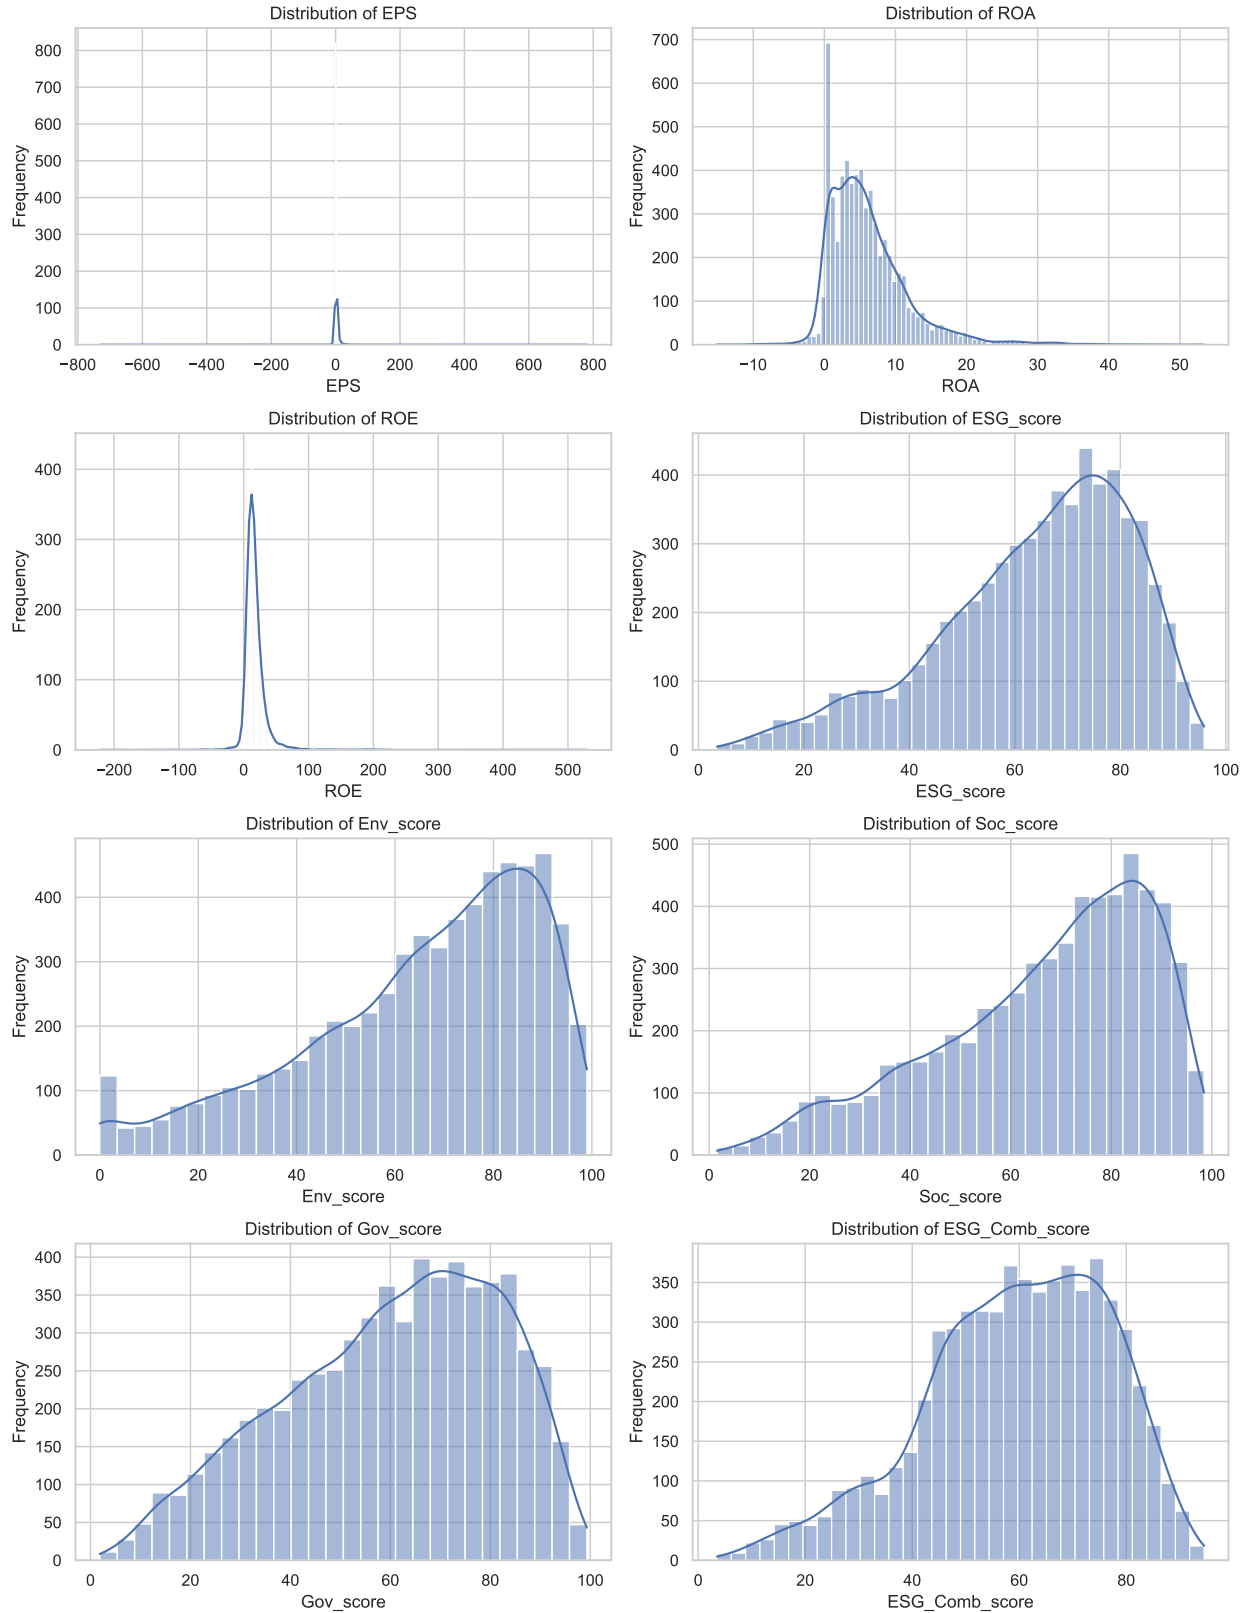 Distribution of EPS
Frequency
800
700
600
500
400
300
200
100
0
−800 −600 −400 −200 0 200 400 600 800
EPS
Distribution of ROA
Frequency
700
600
500
400
300
200
100
0
−10 0 10 20 30 40 50
ROA
Distribution of ROE
Frequency
400
300
200
100
0
−200 −100 0 100 200 300 400 500
ROE
Distribution of ESG_score
Frequency
400
300
200
100
0
0 20 40 60 80 100
ESG_score
Distribution of Env_score
Frequency
400
300
200
100
0
0 20 40 60 80 100
Env_score
Distribution of Soc_score
Frequency
500
400
300
200
100
0
0 20 40 60 80 100
Soc_score
Distribution of Gov_score
Frequency
400
350
300
250
200
150
100
50
0
0 20 40 60 80 100
Gov_score
Distribution of ESG_Comb_score
Frequency
350
300
250
200
150
100
50
0
0 20 40 60 80
ESG_Comb_score